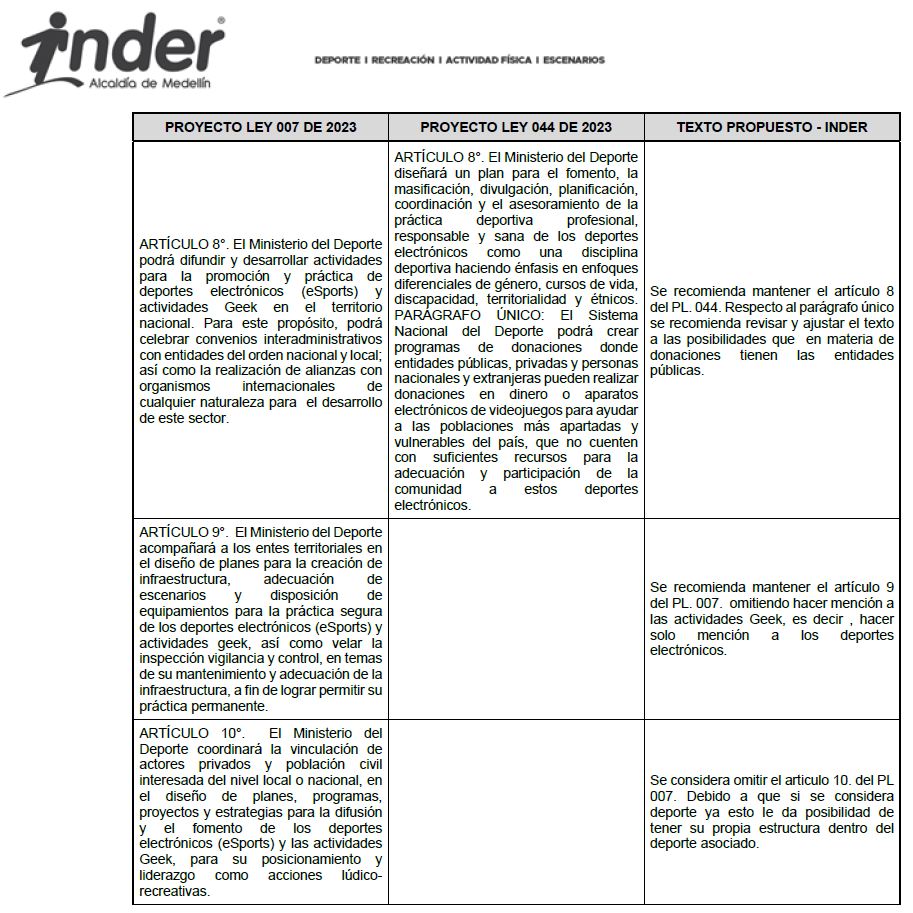 inder®
Alcaldía de Medellín
DEPORTE I RECREACIÓN I ACTIVIDAD FÍSICA I ESCENARIOS
PROYECTO LEY 007 DE 2023
PROYECTO LEY 044 DE 2023
TEXTO PROPUESTO - INDER
ARTÍCULO 8°. El Ministerio del Deporte
podrá difundir y desarrollar actividades
para la promoción y práctica de
deportes electrónicos (eSports) y
actividades Geek en el territorio
nacional. Para este propósito, podrá
celebrar convenios interadministrativos
con entidades del orden nacional y local;
así como la realización de alianzas con
organismos internacionales de
cualquier naturaleza para el desarrollo
de este sector.
ARTÍCULO 8°. El Ministerio del Deporte
diseñará un plan para el fomento, la
masificación, divulgación, planificación,
coordinación y el asesoramiento de la
práctica deportiva profesional,
responsable y sana de los deportes
electrónicos como una disciplina
deportiva haciendo énfasis en enfoques
diferenciales de género, cursos de vida,
discapacidad, territorialidad y étnicos.
PARÁGRAFO ÚNICO: El Sistema
Nacional del Deporte podrá crear
programas de donaciones donde
entidades públicas, privadas y personas
nacionales y extranjeras pueden realizar
donaciones en dinero o aparatos
electrónicos de videojuegos para ayudar
a las poblaciones más apartadas y
vulnerables del país, que no cuenten
con suficientes recursos para la
adecuación y participación de la
comunidad a estos deportes
electrónicos.
Se recomienda mantener el artículo 8
del PL. 044. Respecto al parágrafo único
se recomienda revisar y ajustar el texto
a las posibilidades que en materia de
donaciones tienen las entidades
públicas.
ARTÍCULO 9°. El Ministerio del Deporte
acompañará a los entes territoriales en
el diseño de planes para la creación de
infraestructura, adecuación de
escenarios y disposición de
equipamientos para la práctica segura
de los deportes electrónicos (eSports) y
actividades geek, así como velar la
inspección vigilancia y control, en temas
de su mantenimiento y adecuación de la
infraestructura, a fin de lograr permitir su
práctica permanente.
Se recomienda mantener el artículo 9
del PL. 007. omitiendo hacer mención a
las actividades Geek, es decir , hacer
solo mención a los deportes
electrónicos.
ARTÍCULO 10°. El Ministerio del
Deporte coordinará la vinculación de
actores privados y población civil
interesada del nivel local o nacional, en
el diseño de planes, programas,
proyectos y estrategias para la difusión
y el fomento de los deportes
electrónicos (eSports) y las actividades
Geek, para su posicionamiento y
liderazgo como acciones lúdico-
recreativas.
Se considera omitir el articulo 10. del PL
007. Debido a que si se considera
deporte ya esto le da posibilidad de
tener su propia estructura dentro del
deporte asociado.